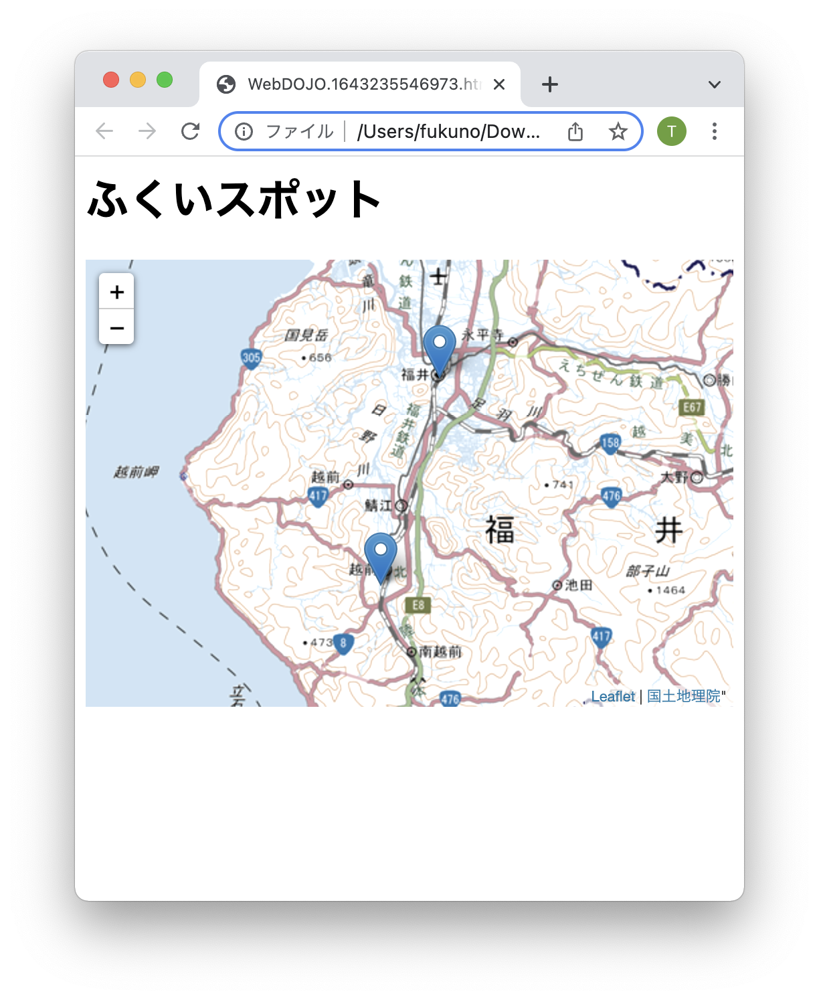 WebDOJO.1643235546973.ht
ファイル /Users/fukuno/Dow... T
ふくいスポット
+
−
竜川
鉄道
国見岳
656
305
永平寺
福井
えちぜん鉄道
勝
E67
日野川
福井鉄道
足羽川
越美北
158
越前岬
越前
417
鯖江
741
476
大野
福井
越前
北
部子山
1464
池田
E8
417
473
8
南越前
476
立石
Leaflet | 国土地理院"